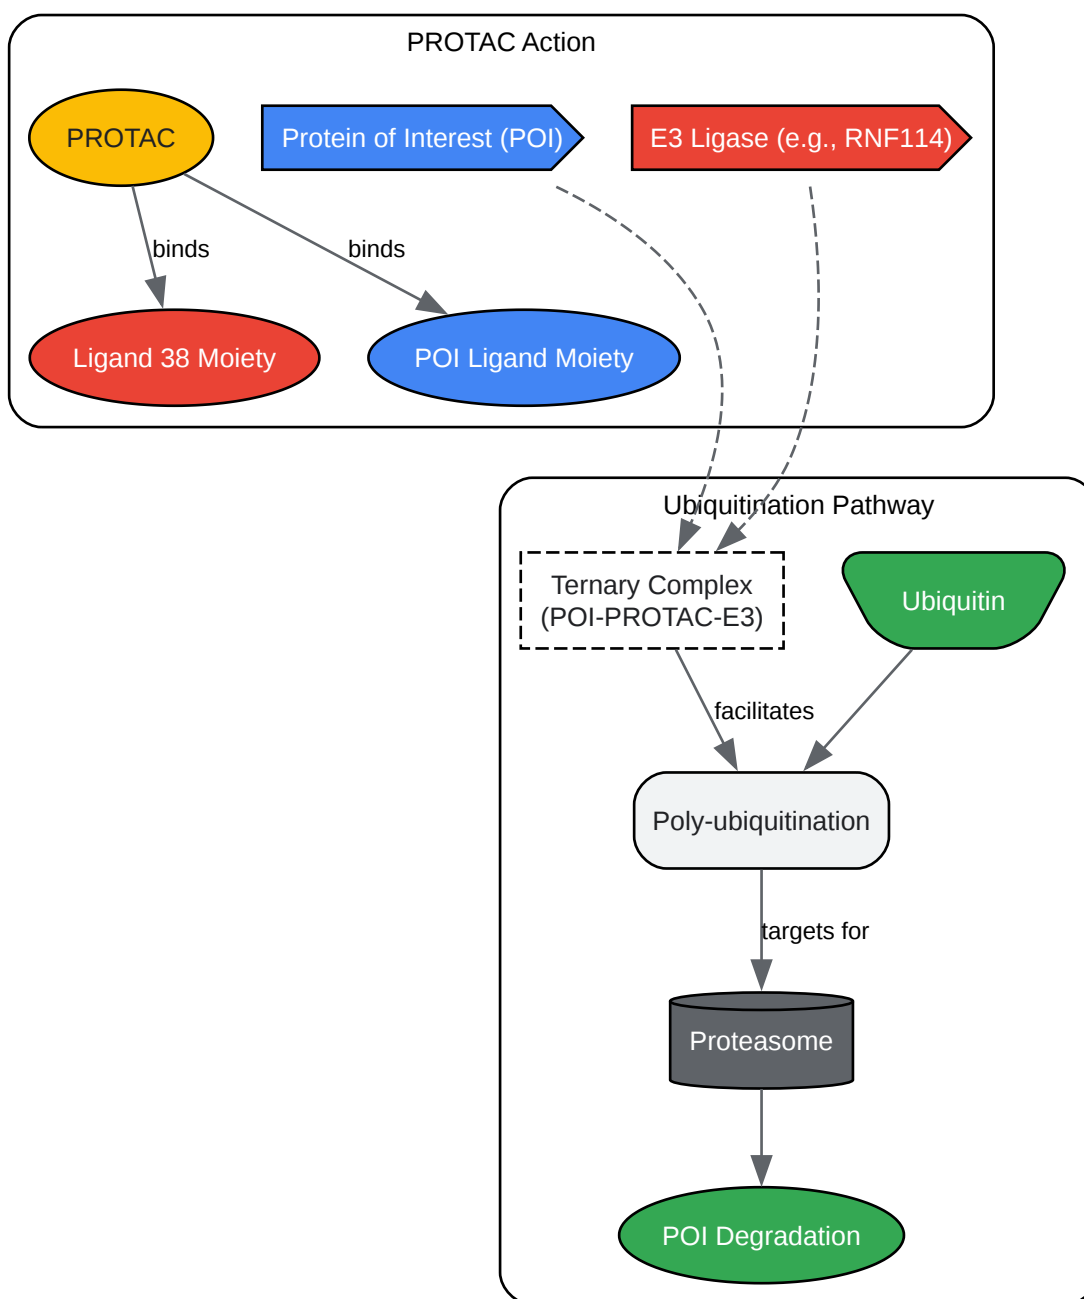 PROTAC Action
PROTAC
Protein of Interest (POI)
E3 Ligase (e.g., RNF114)
binds
binds
Ligand 38 Moiety
POI Ligand Moiety
Ubiquitination Pathway
Ternary Complex
(POI-PROTAC-E3)
Ubiquitin
facilitates
Poly-ubiquitination
targets for
Proteasome
POI Degradation